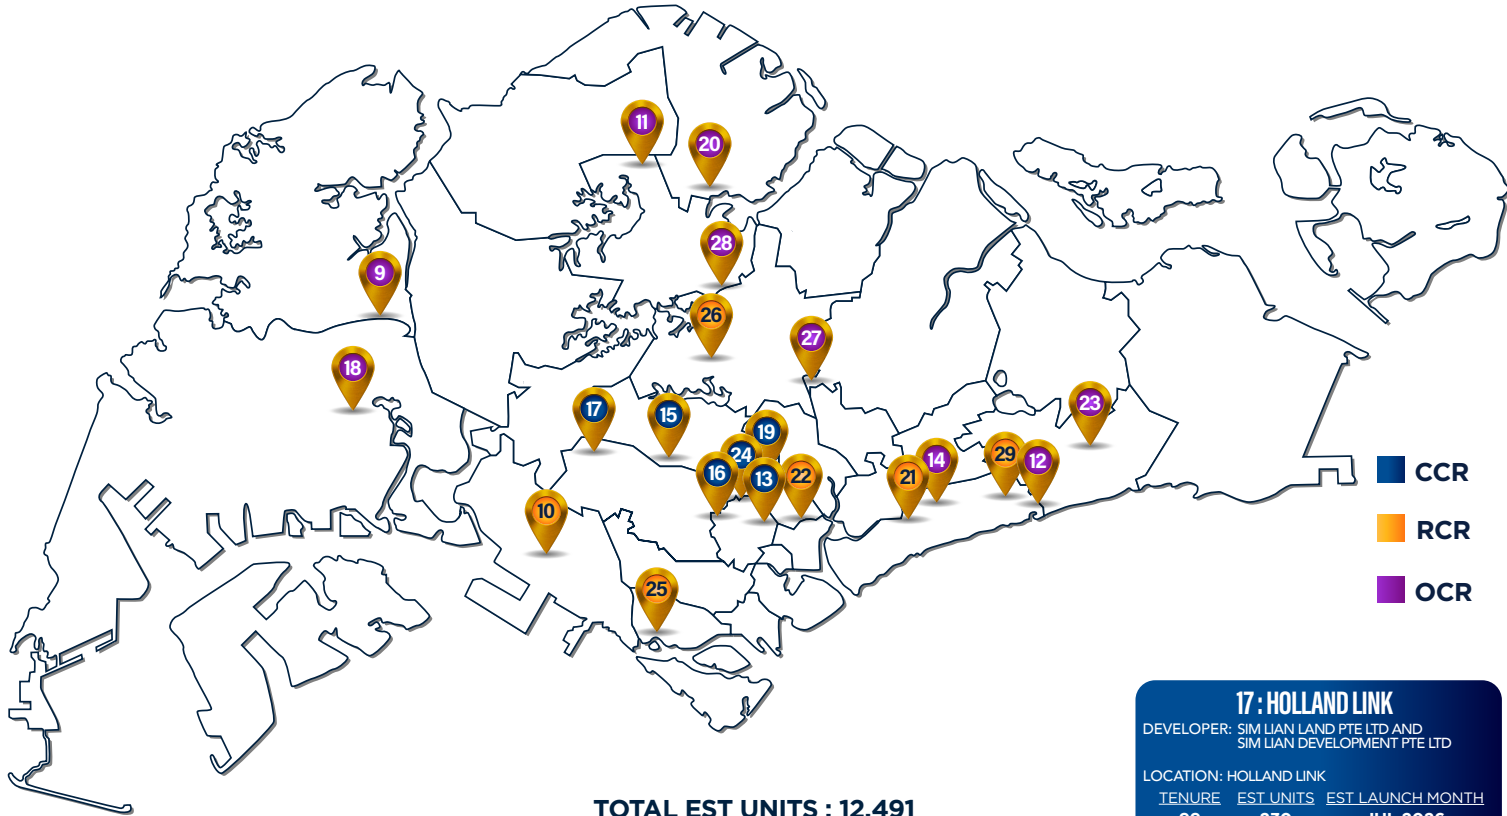 11
20
28
9
26
27
18
17
15
23
19
24
14
29
12
16
13
22
21
10
25
CCR
RCR
OCR
17 : HOLLAND LINK
DEVELOPER: SIM LIAN LAND PTE LTD AND
SIM LIAN DEVELOPMENT PTE LTD
LOCATION: HOLLAND LINK
TENURE EST UNITS EST LAUNCH MONTH
TOTAL EST UNITS : 12,491